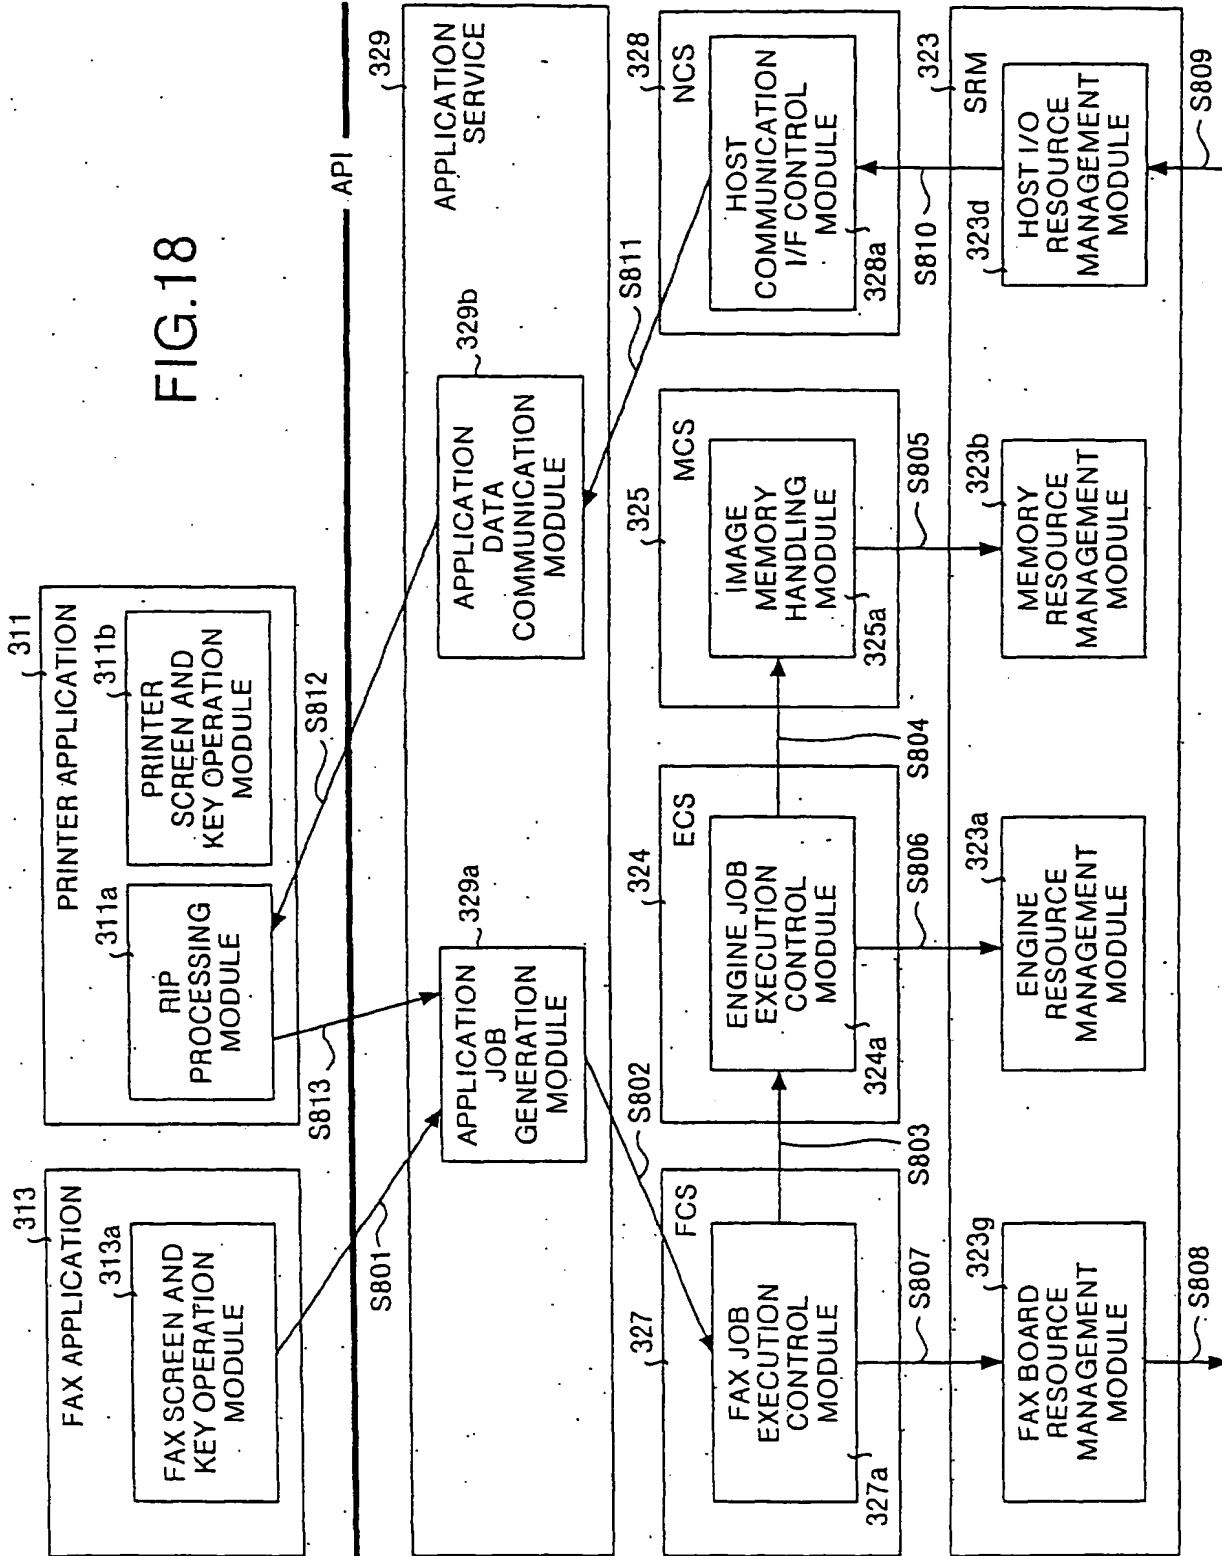 FIG.18
313
FAX APPLICATION
313a
FAX SCREEN AND
KEY OPERATION
MODULE
311
PRINTER APPLICATION
311a
RIP
PROCESSING
MODULE
311b
PRINTER
SCREEN AND
KEY OPERATION
MODULE
S801
S813
S812
API
329
APPLICATION
SERVICE
329a
APPLICATION
JOB
GENERATION
MODULE
329b
APPLICATION
DATA
COMMUNICATION
MODULE
S802
S811
327
FCS
FAX JOB
EXECUTION
CONTROL
MODULE
327a
324
ECS
ENGINE JOB
EXECUTION
CONTROL
MODULE
324a
325
MCS
IMAGE
MEMORY
HANDLING
MODULE
325a
328
NCS
HOST
COMMUNICATION
I/F CONTROL
MODULE
328a
S807
S803
S806
S804
S805
S810
323
SRM
323g
FAX BOARD
RESOURCE
MANAGEMENT
MODULE
323a
ENGINE
RESOURCE
MANAGEMENT
MODULE
323b
MEMORY
RESOURCE
MANAGEMENT
MODULE
323d
HOST I/O
RESOURCE
MANAGEMENT
MODULE
S808
S809